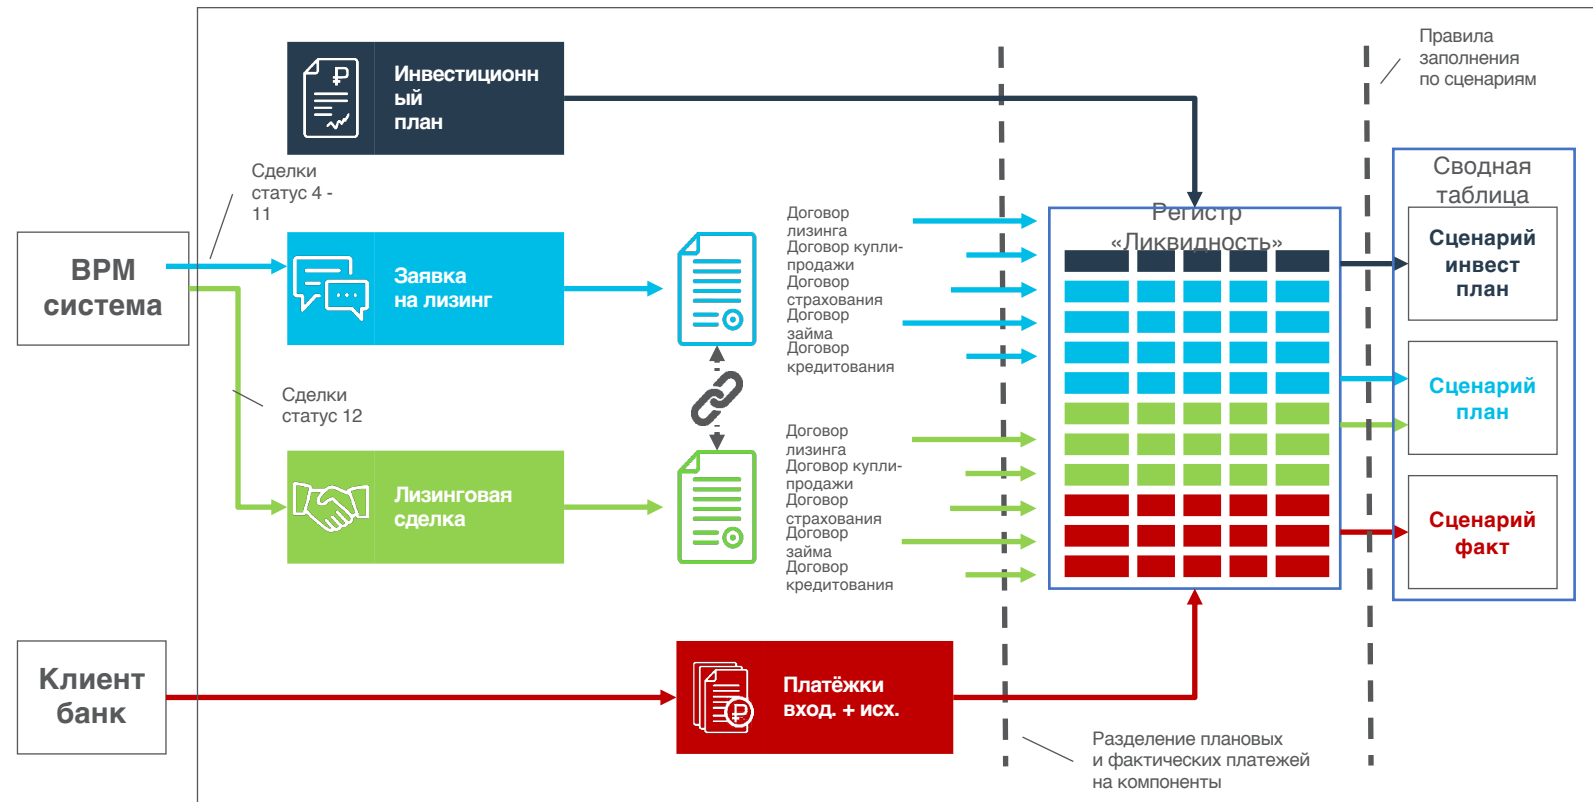 Правила
заполнения
по сценариям
Инвестиционн
ый
план
Сделки
статус 4 -
11
Сводная
таблица
BPM
система
Заявка
на лизинг
Договор
лизинга
Договор купли-
продажи
Договор
страхования
Договор
займа
Договор
кредитования
Регистр
«Ликвидность»
Сценарий
инвест
план
Сценарий
план
Сделки
статус 12
Лизинговая
сделка
Договор
лизинга
Договор купли-
продажи
Договор
страхования
Договор
займа
Договор
кредитования
Сценарий
факт
Клиент
банк
Платёжки
вход. + исх.
Разделение плановых
и фактических платежей
на компоненты